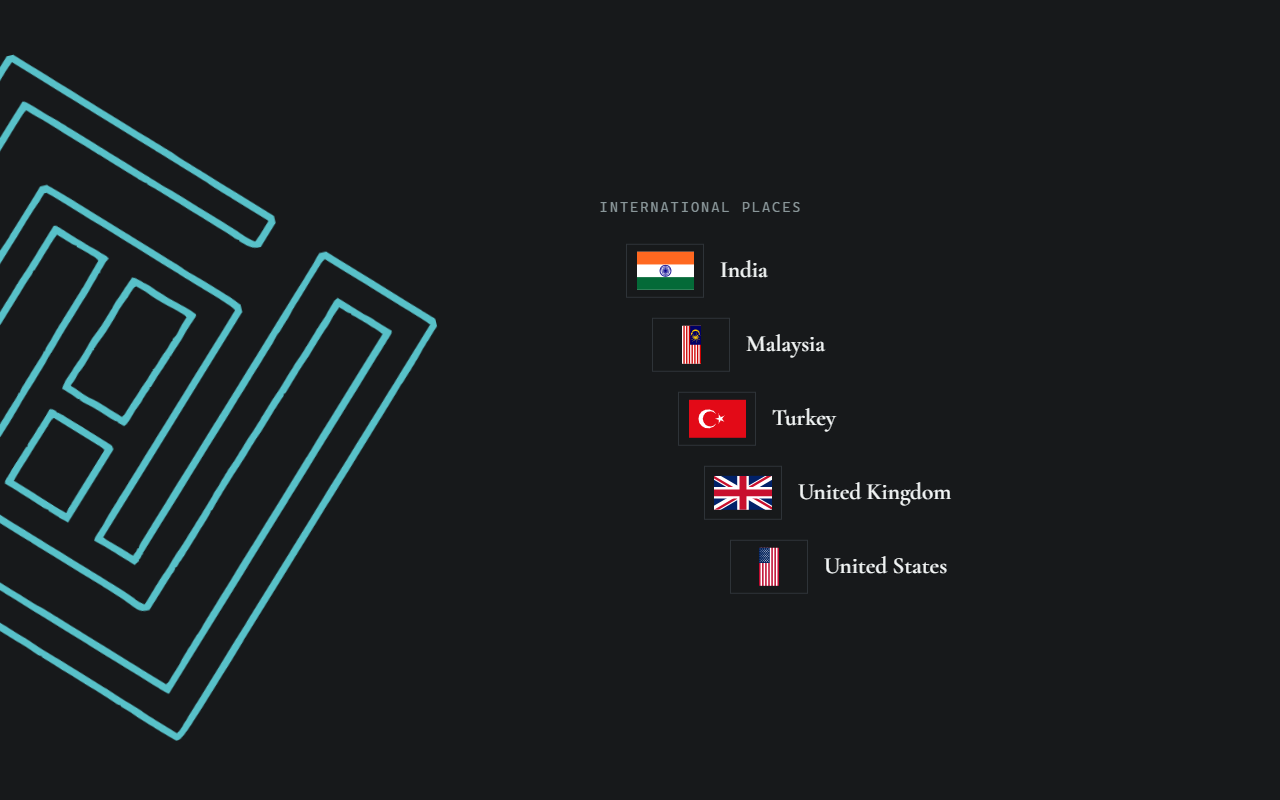 INTERNATIONAL PLACES
India
Malaysia
Turkey
United Kingdom
United States